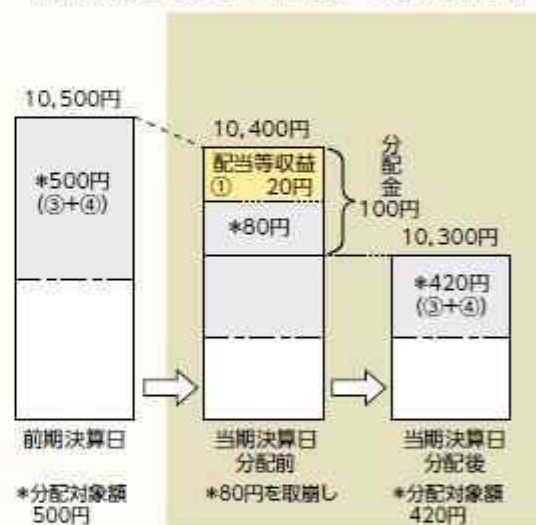 10,500円
*500円
(③+④)
前期決算日
*分配対象額
500円
10,400円
配当等収益
① 20円
*80円
分配金
100円
当期決算日
分配前
*80円を取崩し
10,300円
*420円
(③+④)
当期決算日
分配後
*分配対象額
420円